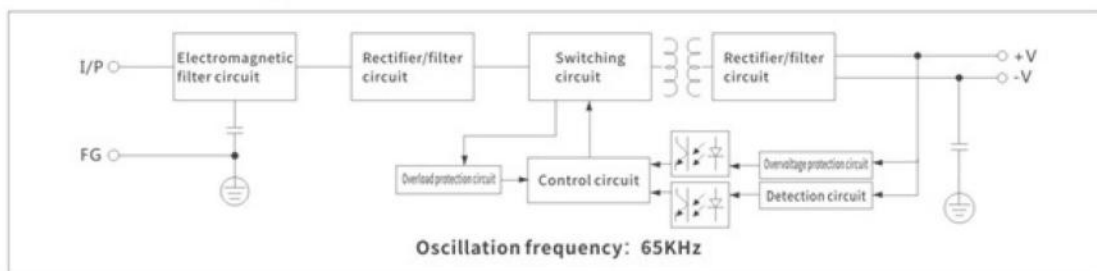 I/P
Electromagnetic
filter circuit
Rectifier/filter
circuit
Switching
circuit
Rectifier/filter
circuit
+V
-V
FG
Overload protection circuit
Control circuit
Overvoltage protection circuit
Detection circuit
Oscillation frequency: 65KHz